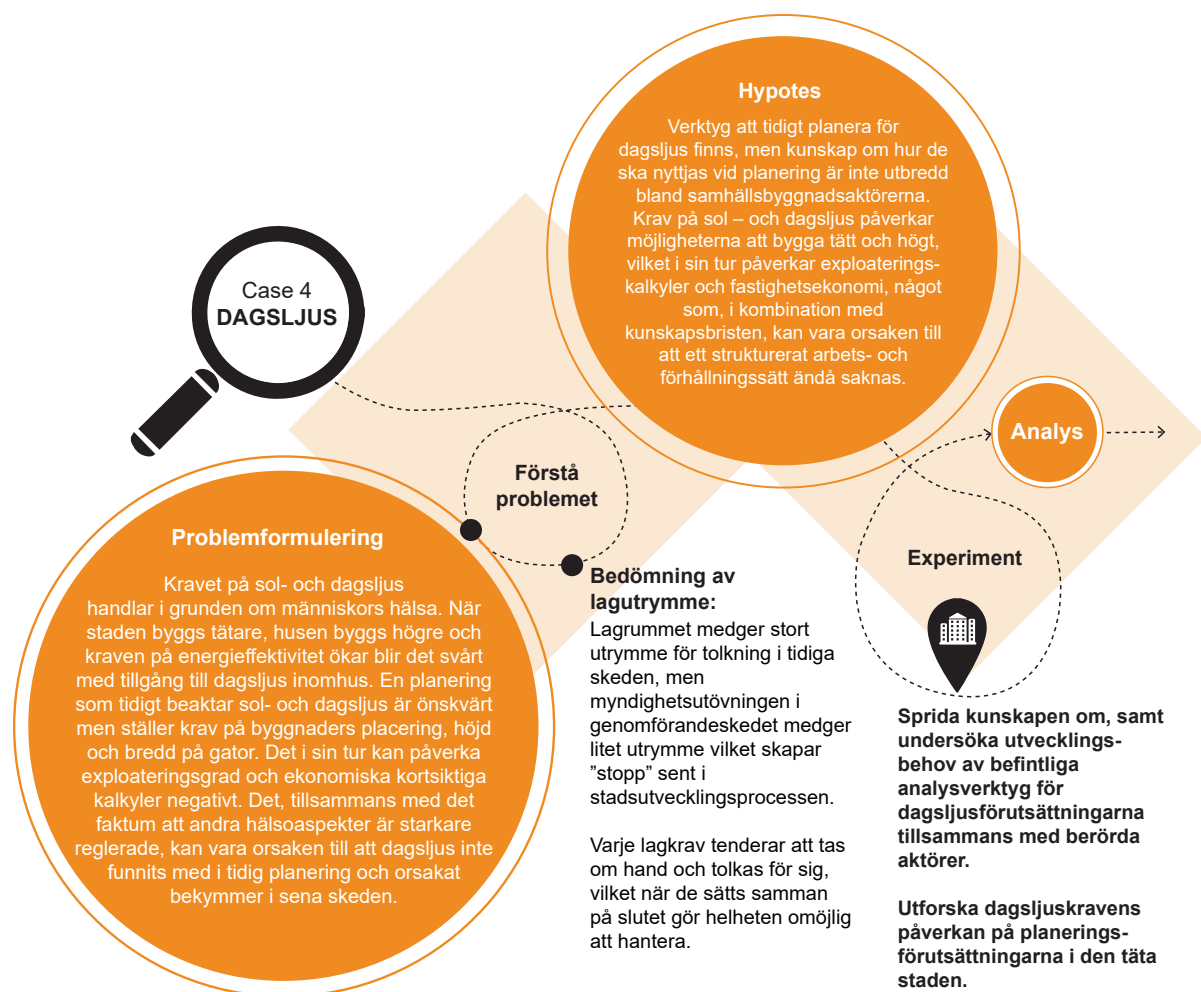 Case 4
DAGSLJUS
Problemformulering
Kravet på sol- och dagsljus
handlar i grunden om människors hälsa. När
staden byggs tätare, husen byggs högre och
kraven på energieffektivitet ökar blir det svårt
med tillgång till dagsljus inomhus. En planering
som tidigt beaktar sol- och dagsljus är önskvärt
men ställer krav på byggnaders placering, höjd
och bredd på gator. Det i sin tur kan påverka
exploateringsgrad och ekonomiska kortsiktiga
kalkyler negativt. Det, tillsammans med det
faktum att andra hälsoaspekter är starkare
reglerade, kan vara orsaken till att dagsljus inte
funnits med i tidig planering och orsakat
bekymmer i sena skeden.
Förstå
problemet
Bedömning av
lagutrymme:
Lagrummet medger stort
utrymme för tolkning i tidiga
skeden, men
myndighetsutövningen i
genomförandeskedet medger
litet utrymme vilket skapar
”stopp” sent i
stadsutvecklingsprocessen.
Varje lagkrav tenderar att tas
om hand och tolkas för sig,
vilket när de sätts samman
på slutet gör helheten omöjlig
att hantera.
Hypotes
Verktyg att tidigt planera för
dagsljus finns, men kunskap om hur de
ska nyttjas vid planering är inte utbredd
bland samhällsbyggnadsaktörerna.
Krav på sol – och dagsljus påverkar
möjligheterna att bygga tätt och högt,
vilket i sin tur påverkar exploaterings-
kalkyler och fastighetsekonomi, något
som, i kombination med
kunskapsbristen, kan vara orsaken till
att ett strukturerat arbets- och
förhållningssätt ändå saknas.
Experiment
Sprida kunskapen om, samt
undersöka utvecklings-
behov av befintliga
analysverktyg för
dagsljusförutsättningarna
tillsammans med berörda
aktörer.
Utforska dagsljuskravens
påverkan på planerings-
förutsättningarna i den täta
staden.
Analys